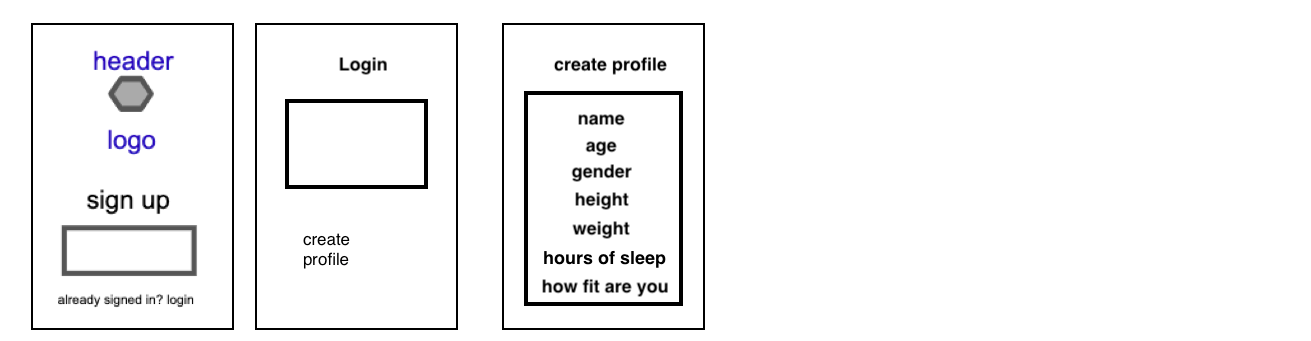 header
logo
sign up
already signed in? login
Login
create
profile
create profile
name
age
gender
height
weight
hours of sleep
how fit are you